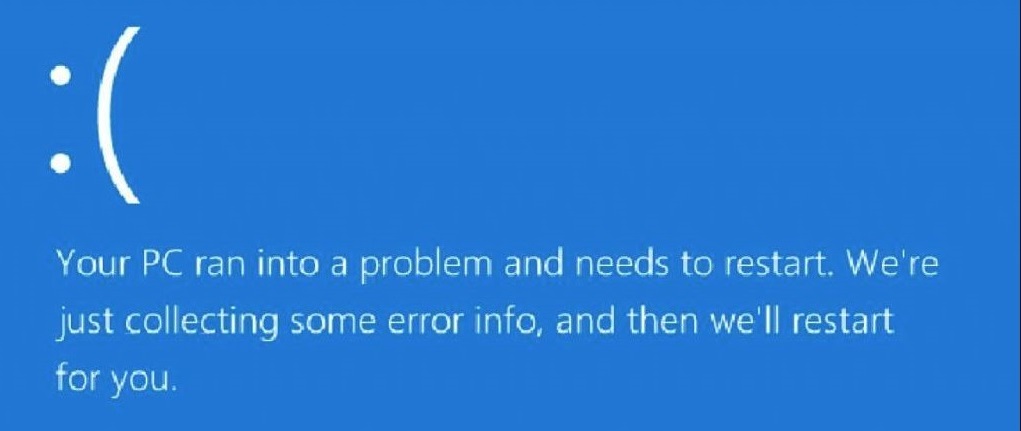 :(
Your PC ran into a problem and needs to restart. We're
just collecting some error info, and then we'll restart
for you.